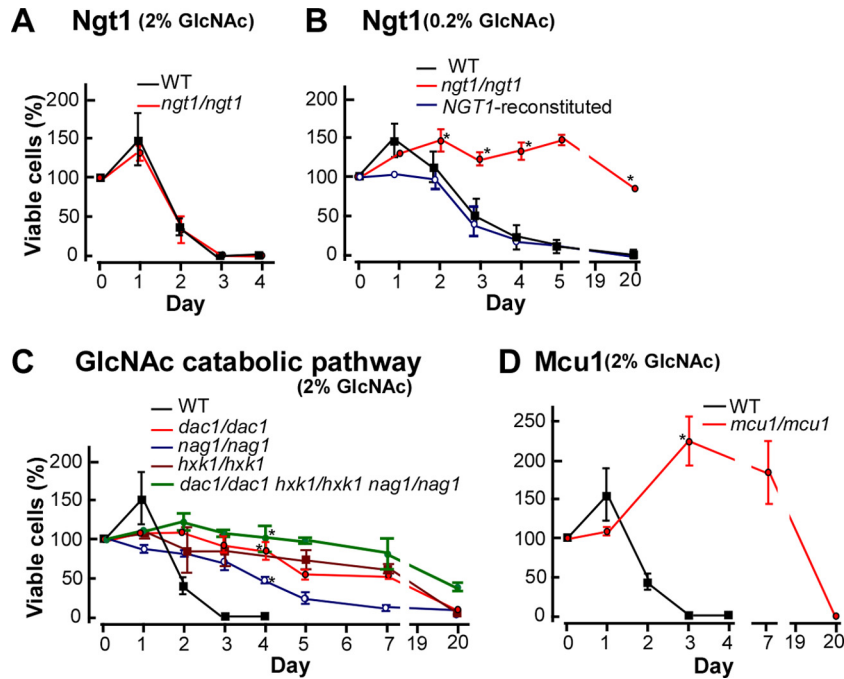 A Ngt1 (2% GlcNAc)
WT
ngt1/ngt1
Viable cells (%)
200
150
100
50
0
0 1 2 3 4
Day
B Ngt1(0.2% GlcNAc)
WT
ngt1/ngt1
NGT1-reconstituted
200
150
100
50
0
* * * *
0 1 2 3 4 5 19 20
Day
C GlcNAc catabolic pathway
(2% GlcNAc)
WT
dac1/dac1
nag1/nag1
hxk1/hxk1
dac1/dac1 hxk1/hxk1 nag1/nag1
Viable cells (%)
200
150
100
50
0
* * *
0 1 2 3 4 5 7 19 20
Day
D Mcu1(2% GlcNAc)
WT
mcu1/mcu1
250
200
150
100
50
0
*
0 1 2 3 4 7 19 20
Day